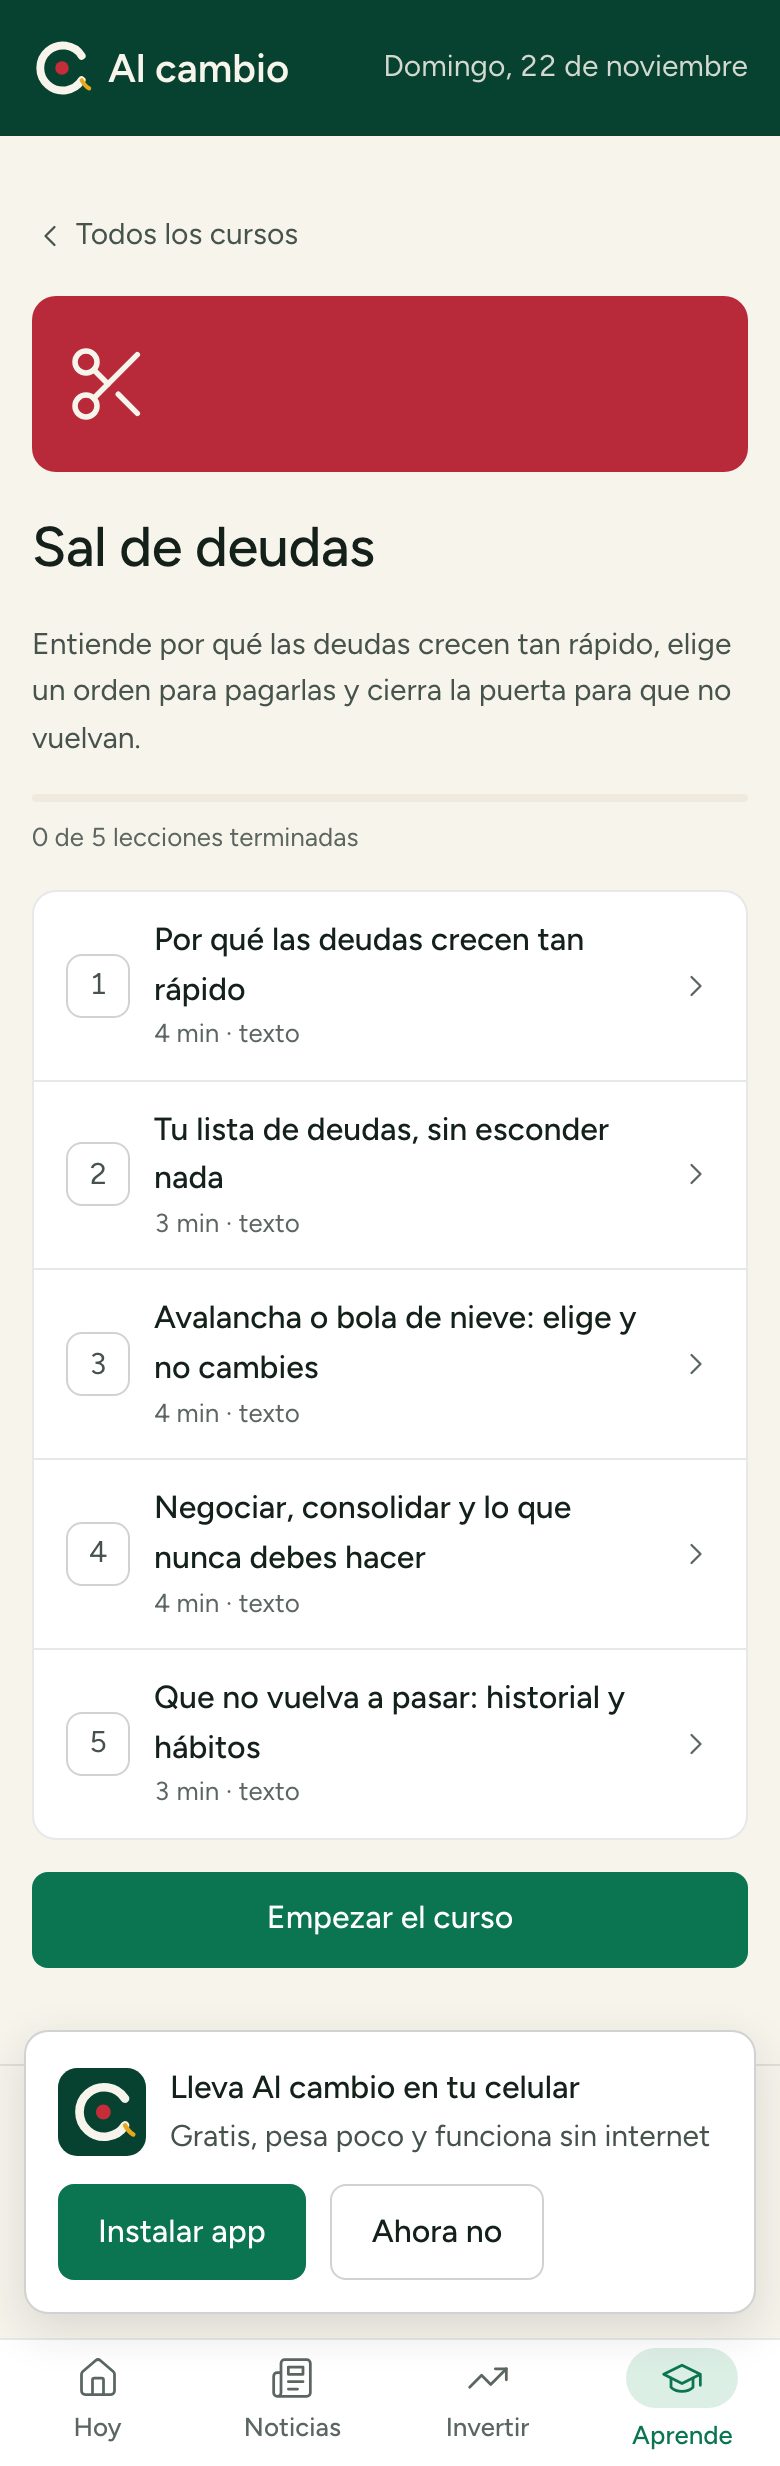 Al cambio
Domingo, 22 de noviembre
Todos los cursos
Sal de deudas
Entiende por qué las deudas crecen tan rápido, elige
un orden para pagarlas y cierra la puerta para que no
vuelvan.
0 de 5 lecciones terminadas
1
Por qué las deudas crecen tan
rápido
4 min · texto
2
Tu lista de deudas, sin esconder
nada
3 min · texto
3
Avalancha o bola de nieve: elige y
no cambies
4 min · texto
4
Negociar, consolidar y lo que
nunca debes hacer
4 min · texto
5
Que no vuelva a pasar: historial y
hábitos
3 min · texto
Empezar el curso
Lleva Al cambio en tu celular
Gratis, pesa poco y funciona sin internet
Instalar app
Ahora no
Hoy
Noticias
Invertir
Aprende